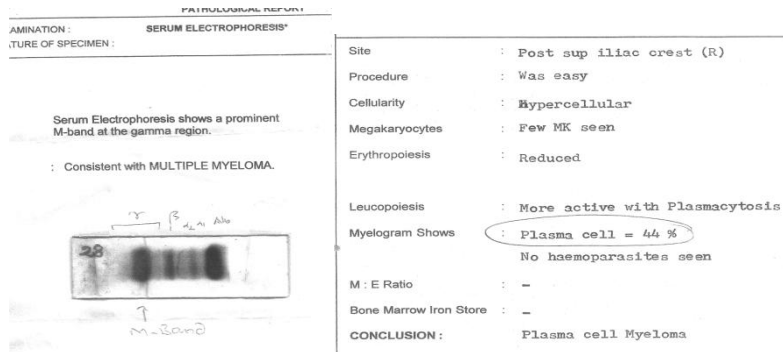 PATHOLOGICAL REPORT
AMINATION : SERUM ELECTROPHORESIS*
TURE OF SPECIMEN :
Serum Electrophoresis shows a prominent
M-band at the gamma region.
: Consistent with MULTIPLE MYELOMA.
γ β α2 α1 Alb
28
M-Band
Site : Post sup iliac crest (R)
Procedure : Was easy
Cellularity : Hypercellular
Megakaryocytes : Few MK seen
Erythropoiesis : Reduced
Leucopoiesis : More active with Plasmacytosis
Myelogram Shows : Plasma cell = 44 %
No haemoparasites seen
M : E Ratio : -
Bone Marrow Iron Store : -
CONCLUSION : Plasma cell Myeloma